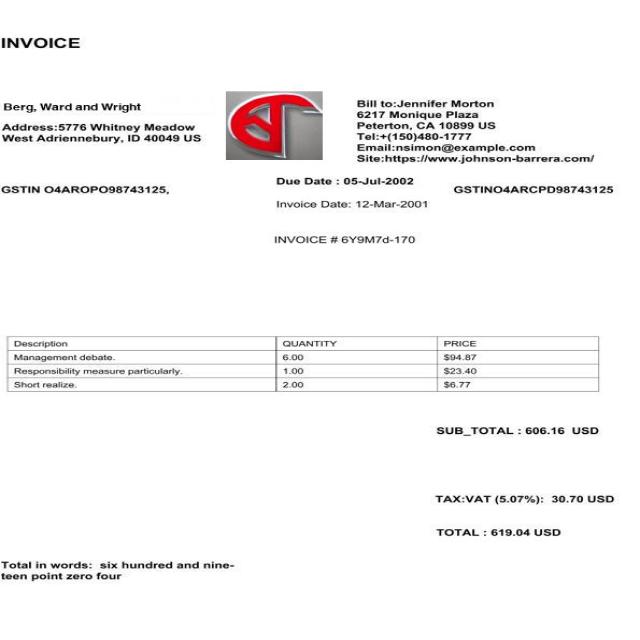 INVOICE
Berg, Ward and Wright
Address:5776 Whitney Meadow
West Adriennebury, ID 40049 US
Bill to:Jennifer Morton
6217 Monique Plaza
Peterton, CA 10899 US
Tel:+(150)480-1777
Email:nsimon@example.com
Site:https://www.johnson-barrera.com/
GSTIN O4AROPO98743125,
Due Date : 05-Jul-2002
Invoice Date: 12-Mar-2001
GSTINO4ARCPD98743125
INVOICE # 6Y9M7d-170
Description QUANTITY PRICE
Management debate. 6.00 $94.87
Responsibility measure particularly. 1.00 $23.40
Short realize. 2.00 $6.77
SUB_TOTAL : 606.16 USD
TAX:VAT (5.07%): 30.70 USD
TOTAL : 619.04 USD
Total in words: six hundred and nine-
teen point zero four